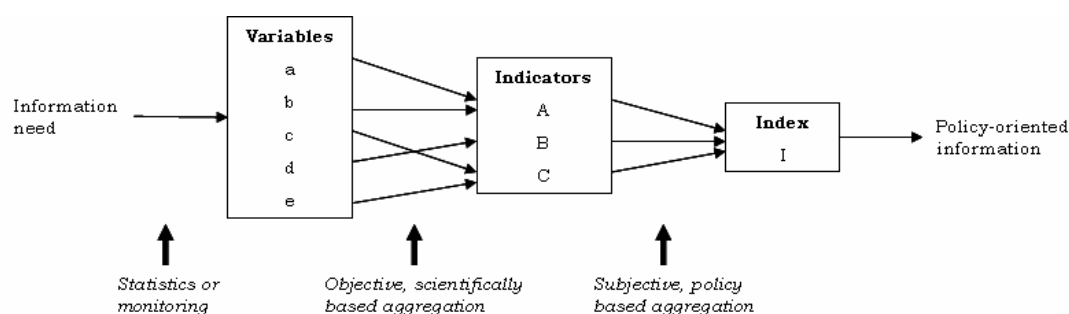 Information
need
Variables
a
b
c
d
e
Indicators
A
B
C
Index
I
Policy-oriented
information
Statistics or
monitoring
Objective, scientifically
based aggregation
Subjective, policy
based aggregation